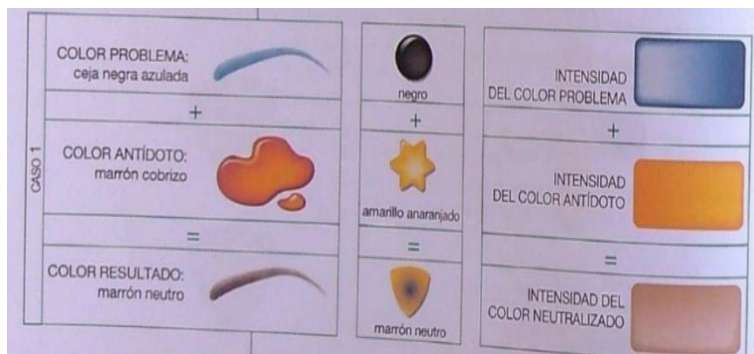 CASO 1
COLOR PROBLEMA:
ceja negra azulada
+
COLOR ANTÍDOTO:
marrón cobrizo
=
COLOR RESULTADO:
marrón neutro
negro
+
amarillo anaranjado
=
marrón neutro
INTENSIDAD
DEL COLOR PROBLEMA
+
INTENSIDAD
DEL COLOR ANTÍDOTO
=
INTENSIDAD DEL
COLOR NEUTRALIZADO